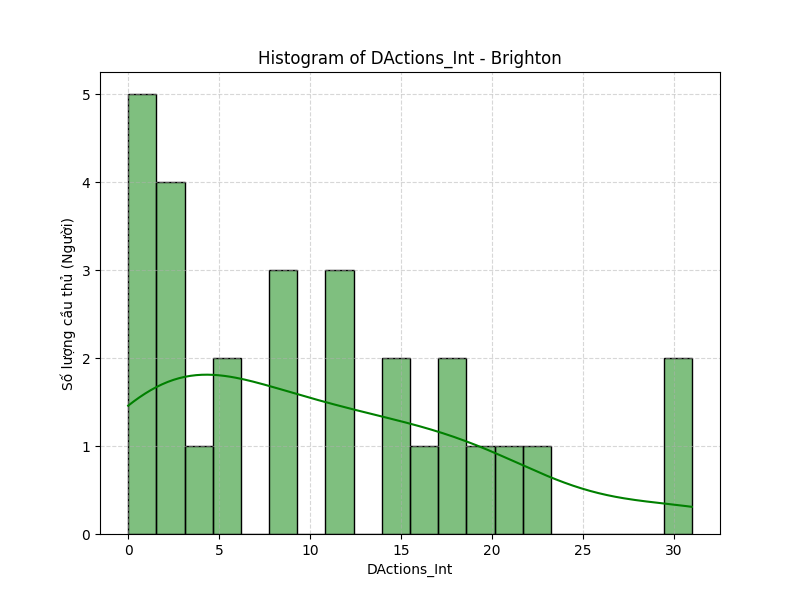 Histogram of DActions_Int - Brighton
Số lượng cầu thủ (Người)
5
4
3
2
1
0
0 5 10 15 20 25 30
DActions_Int